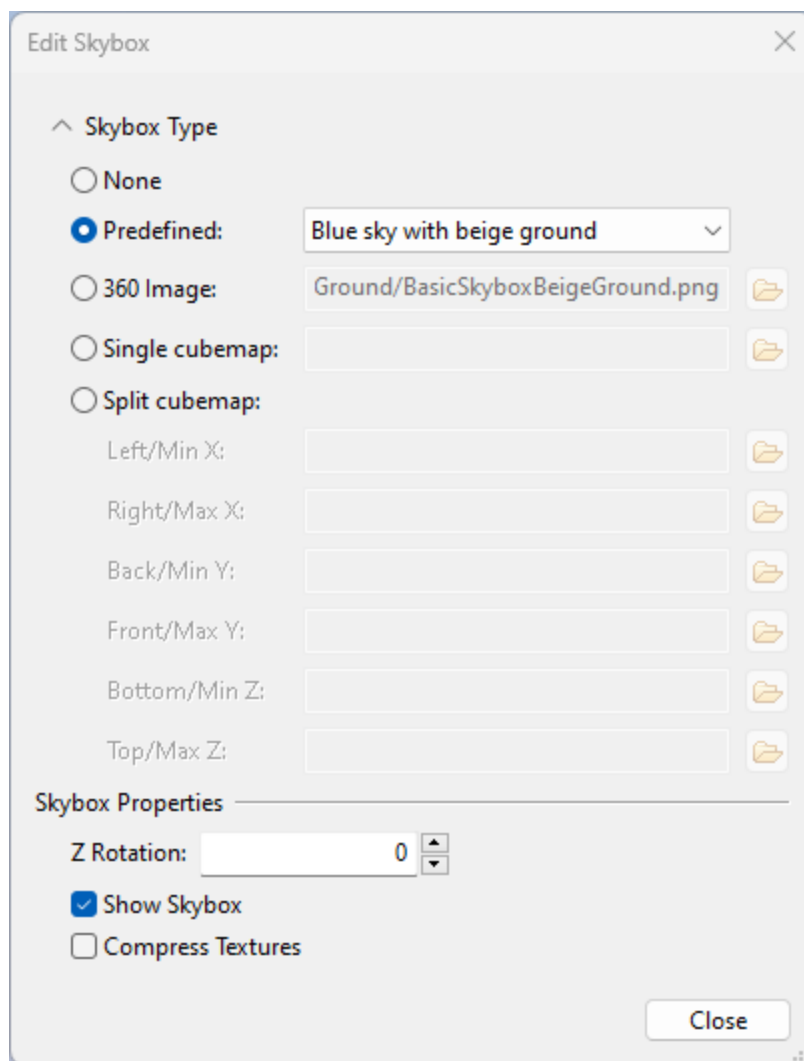 Edit Skybox
Skybox Type
None
Predefined: Blue sky with beige ground
360 Image: Ground/BasicSkyboxBeigeGround.png
Single cubemap:
Split cubemap:
Left/Min X:
Right/Max X:
Back/Min Y:
Front/Max Y:
Bottom/Min Z:
Top/Max Z:
Skybox Properties
Z Rotation: 0
Show Skybox
Compress Textures
Close